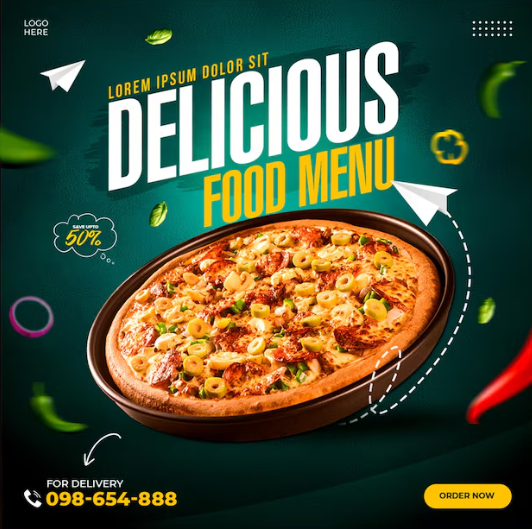 LOGO
HERE
LOREM IPSUM DOLOR SIT
DELICIOUS
FOOD MENU
SAVE UPTO
50%
FOR DELIVERY
098-654-888
ORDER NOW